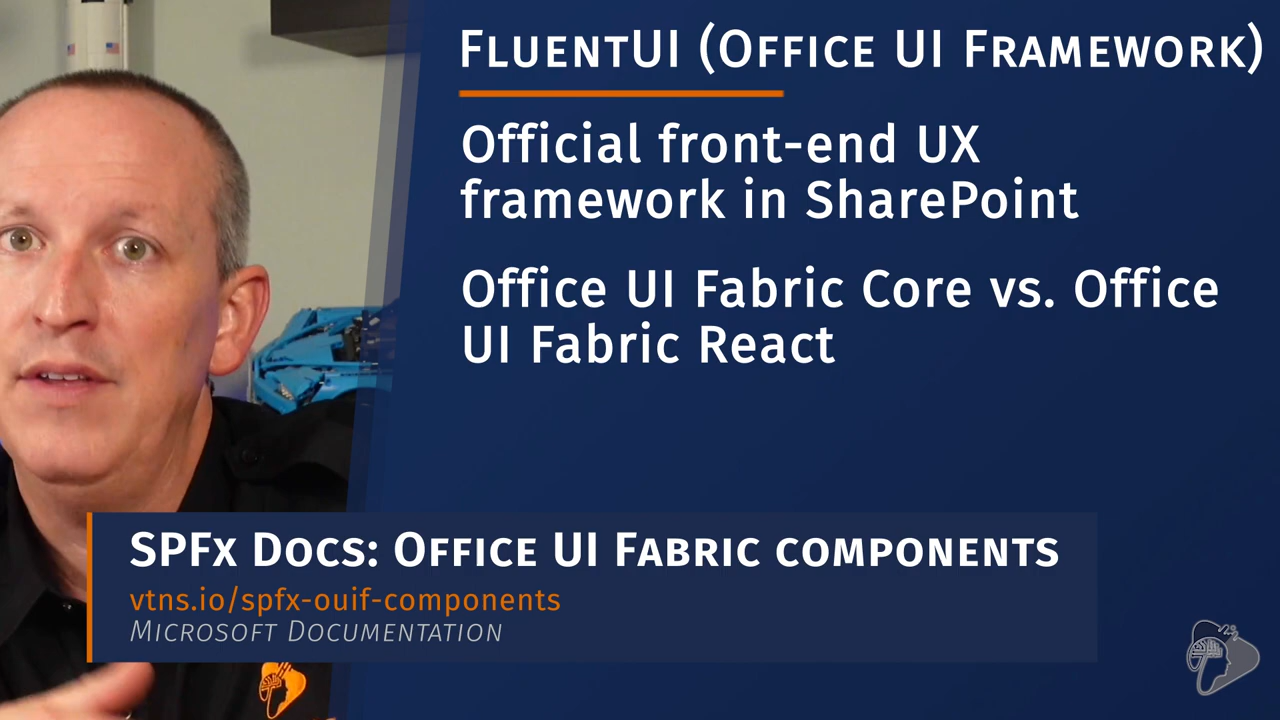 FluentUI (Office UI Framework)
Official front-end UX
framework in SharePoint
Office UI Fabric Core vs. Office
UI Fabric React
SPFx Docs: Office UI Fabric components
vtns.io/spfx-ouif-components
Microsoft Documentation